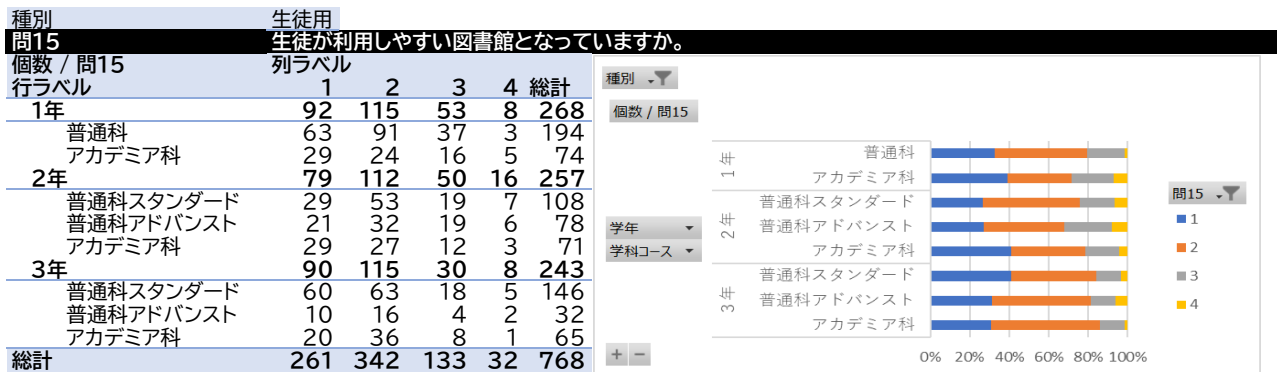 種別 生徒用
問15 生徒が利用しやすい図書館となっていますか。
個数 / 問15 列ラベル
行ラベル 1 2 3 4 総計
1年 92 115 53 8 268
普通科 63 91 37 3 194
アカデミア科 29 24 16 5 74
2年 79 112 50 16 257
普通科スタンダード 29 53 19 7 108
普通科アドバンスト 21 32 19 6 78
アカデミア科 29 27 12 3 71
3年 90 115 30 8 243
普通科スタンダード 60 63 18 5 146
普通科アドバンスト 10 16 4 2 32
アカデミア科 20 36 8 1 65
総計 261 342 133 32 768
種別
個数 / 問15
学年
学科コース
1年
普通科
アカデミア科
2年
普通科スタンダード
普通科アドバンスト
アカデミア科
3年
普通科スタンダード
普通科アドバンスト
アカデミア科
0% 20% 40% 60% 80% 100%
問15
1
2
3
4
+ −